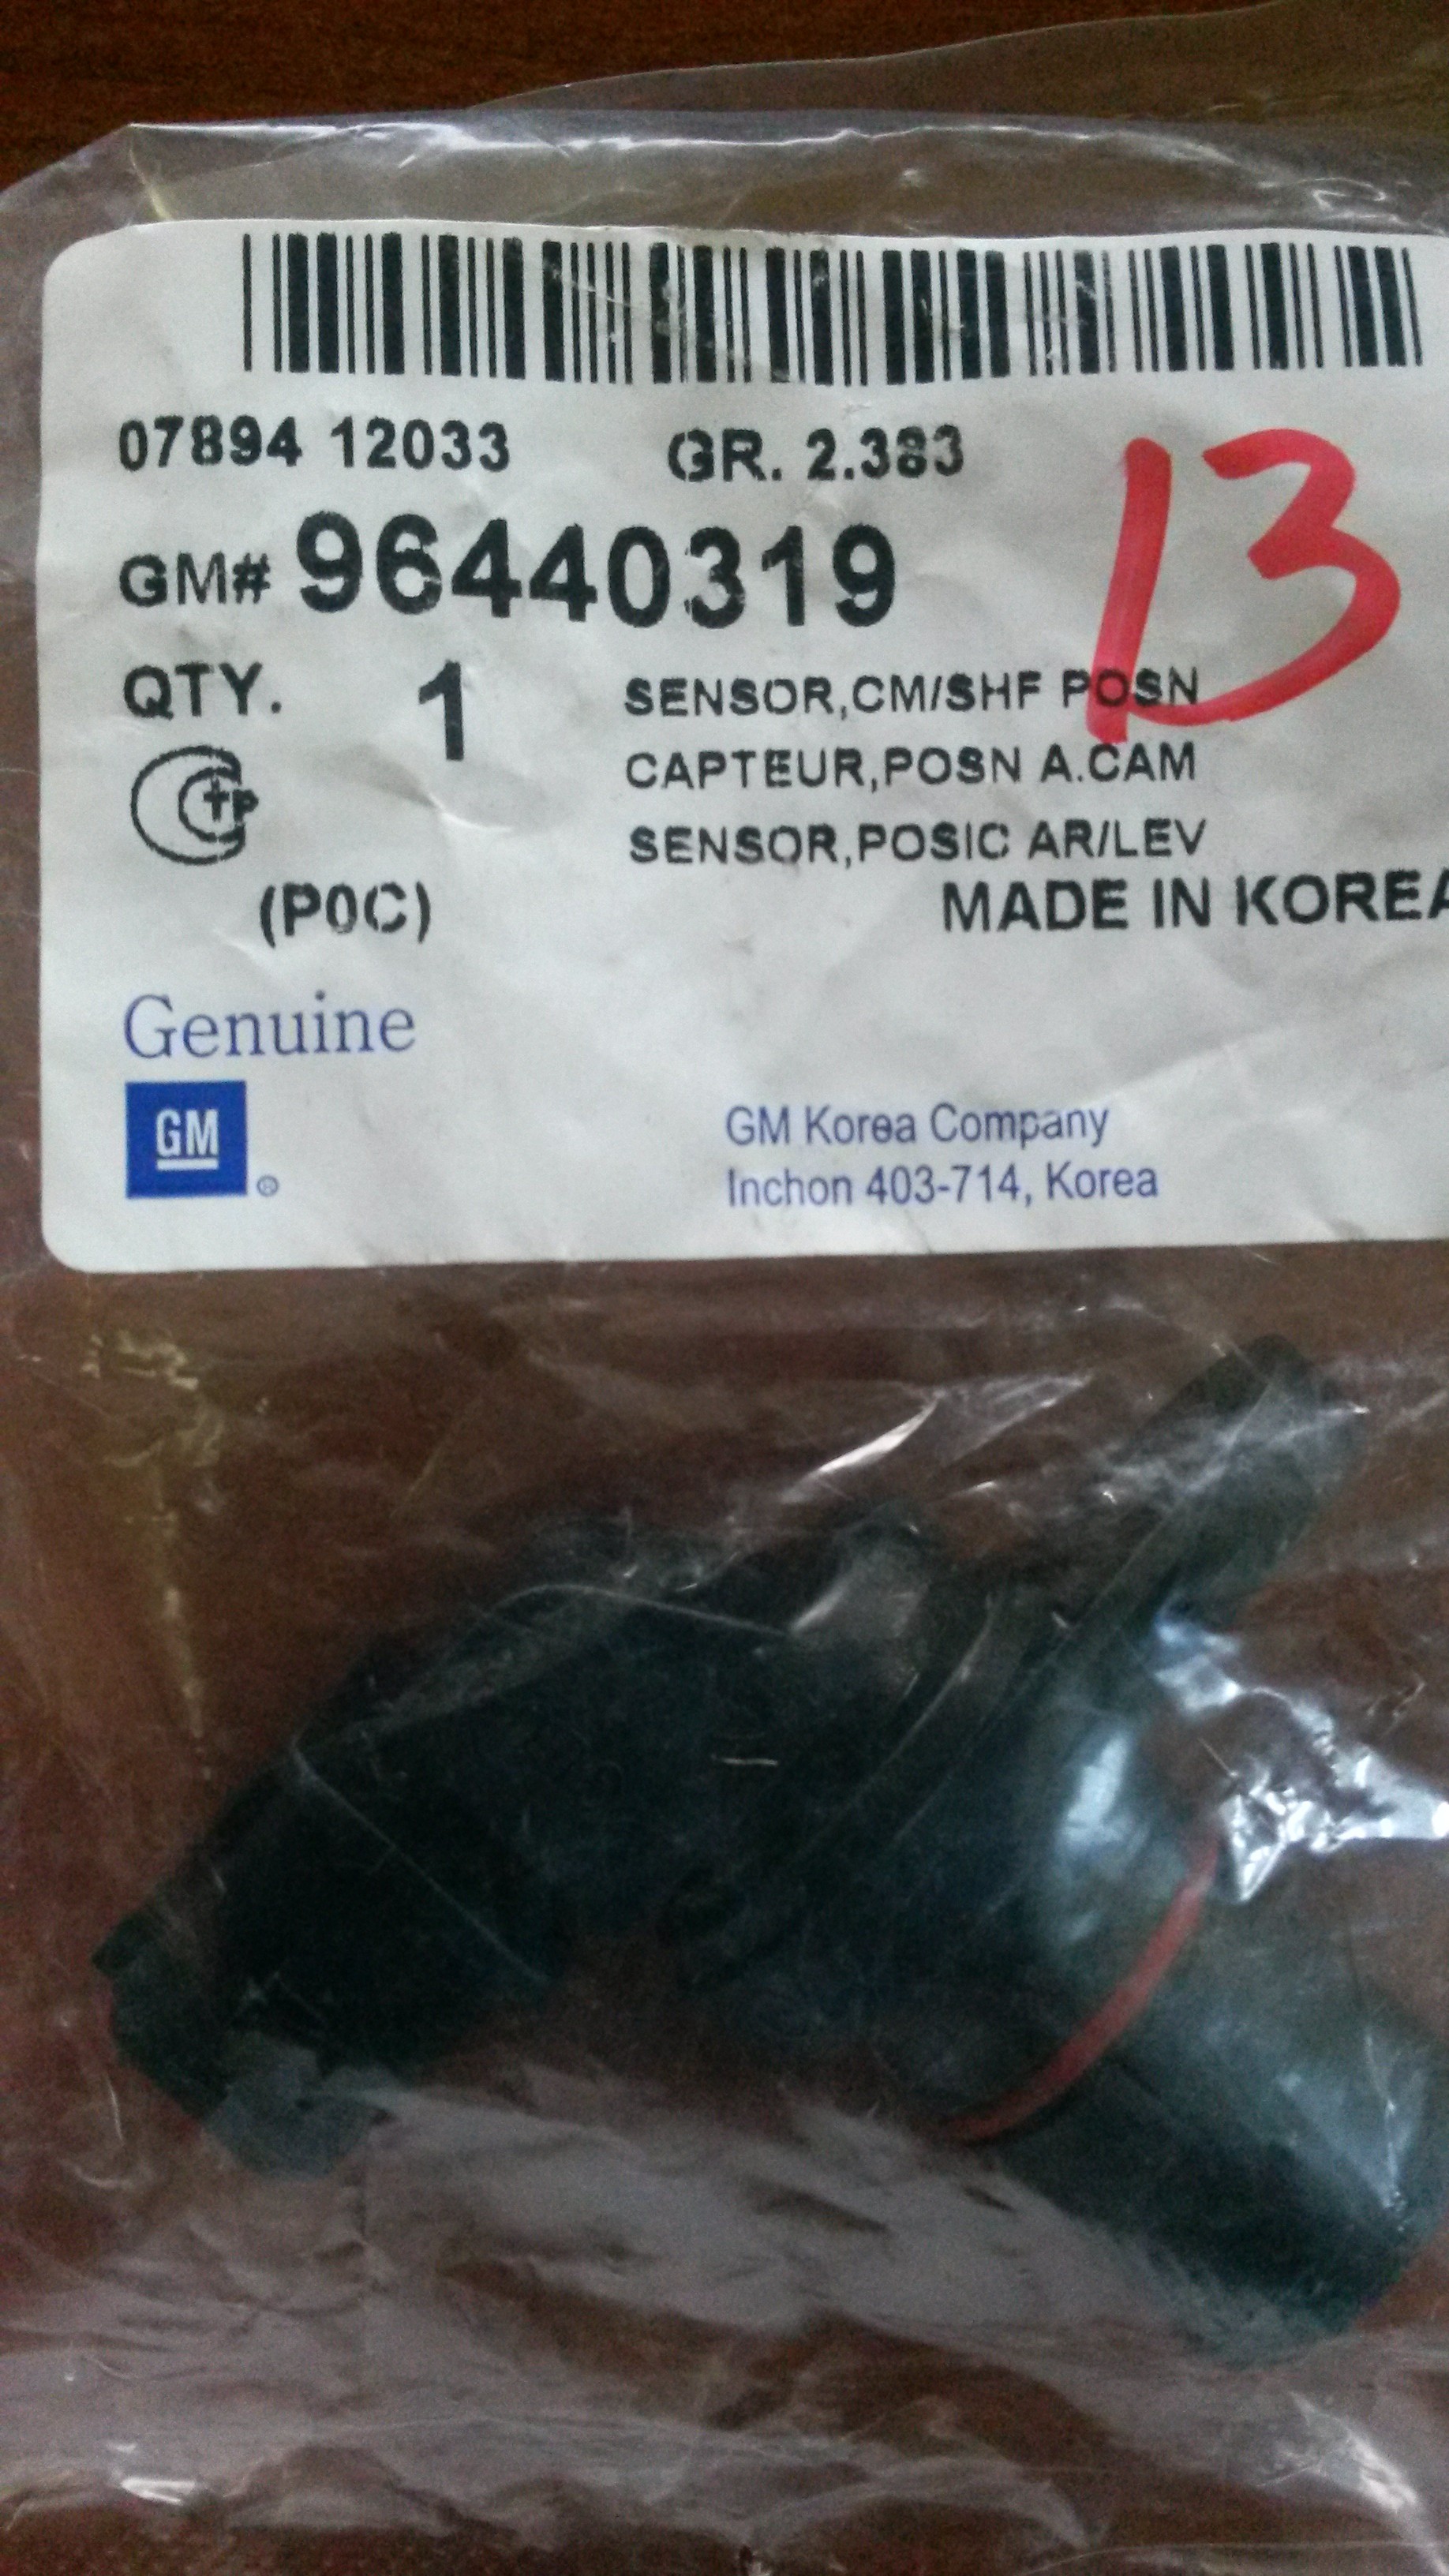 07894 12033 GR. 2.383
13
GM# 96440319
QTY. 1 SENSOR,CM/SHF POSN
CAPTEUR,POSN A.CAM
SENSOR,POSIC AR/LEV
(P0C) MADE IN KOREA
Genuine
GM ®
GM Korea Company
Inchon 403-714, Korea